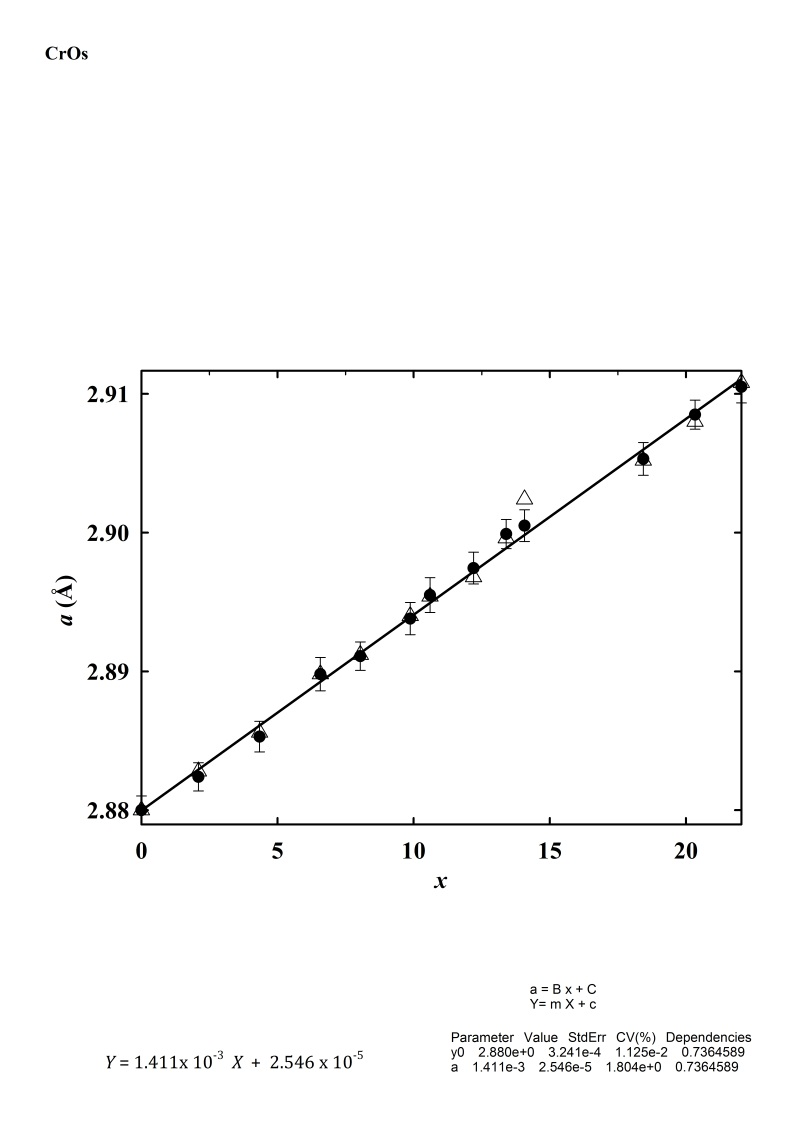 CrOs
2.91
2.90
2.89
2.88
a (Å)
0 5 10 15 20
x
a = B x + C
Y= m X + c
Parameter Value StdErr CV(%) Dependencies
y0 2.880e+0 3.241e-4 1.125e-2 0.7364589
a 1.411e-3 2.546e-5 1.804e+0 0.7364589
Y = 1.411x 10⁻³ X + 2.546 x 10⁻⁵